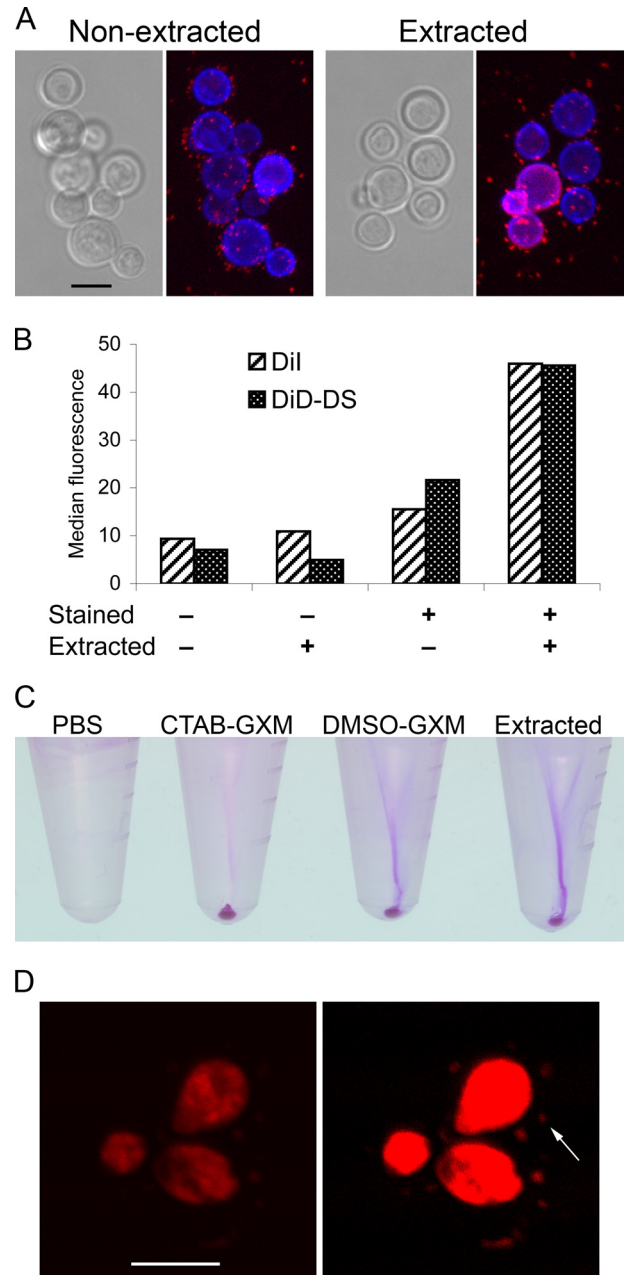 A
Non-extracted Extracted
B
50
40
30
20
10
0
Median fluorescence
DiI
DiD-DS
Stained – – + +
Extracted – + – +
C
PBS CTAB-GXM DMSO-GXM Extracted
D